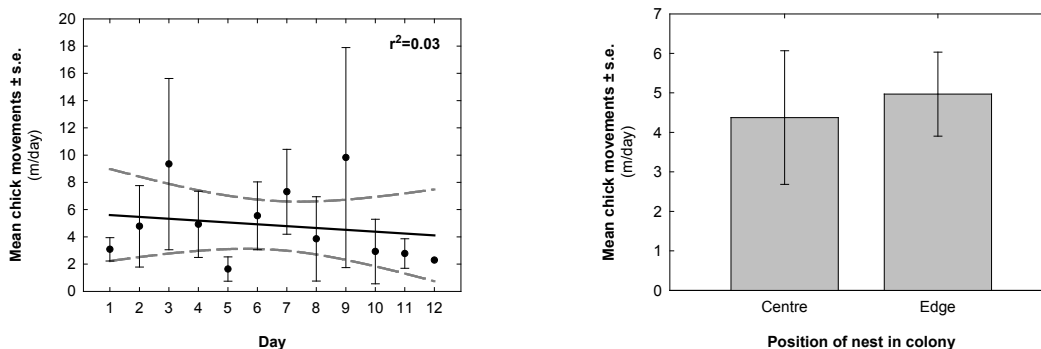 Mean chick movements ± s.e.
(m/day)
20
18
16
14
12
10
8
6
4
2
0
r²=0.03
1 2 3 4 5 6 7 8 9 10 11 12
Day
Mean chick movements ± s.e.
(m/day)
7
6
5
4
3
2
1
0
Centre Edge
Position of nest in colony